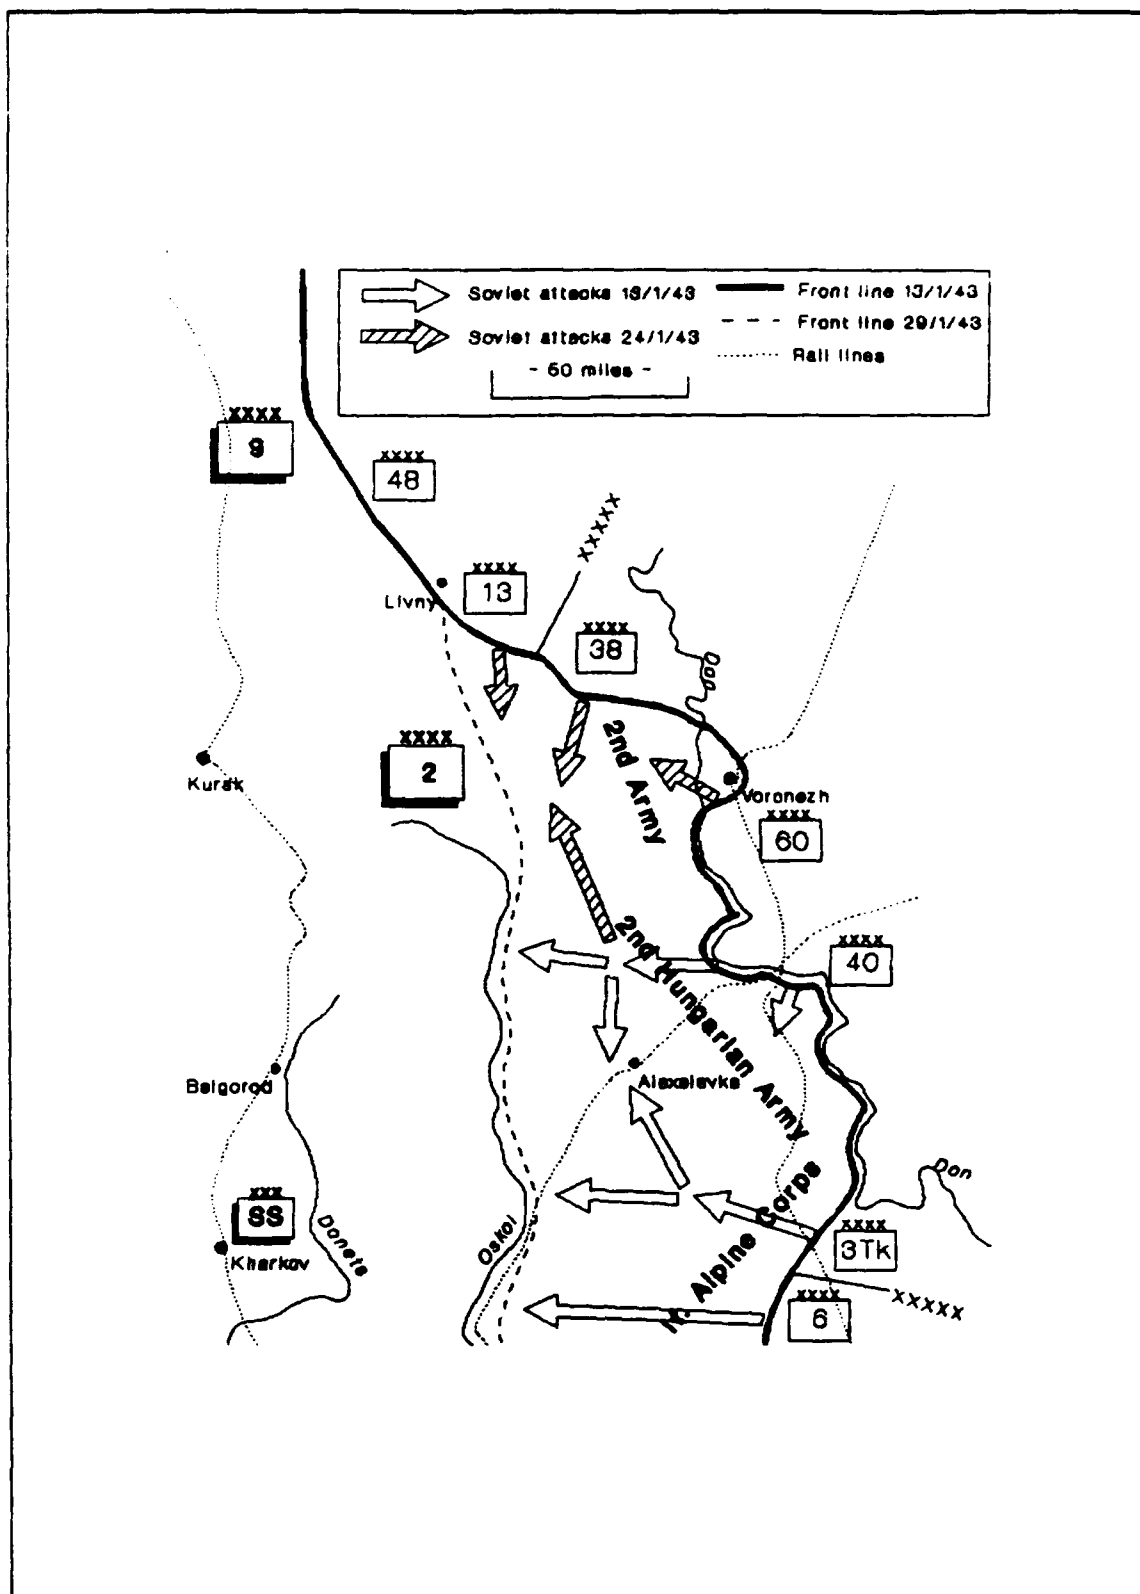 Soviet attacks 13/1/43
Front line 13/1/43
Soviet attacks 24/1/43
Front line 29/1/43
- 50 miles -
Rail lines
XXXX
9
XXXX
48
XXXXX
XXXX
13
Livny
XXXX
38
Don
2nd Army
XXXX
2
Kursk
Voronezh
XXXX
60
2nd Hungarian Army
XXXX
40
Alexeievka
Belgorod
Don
XXX
SS
Donets
Kharkov
Oskol
It. Alpine Corps
XXXX
3Tk
XXXXX
XXXX
6